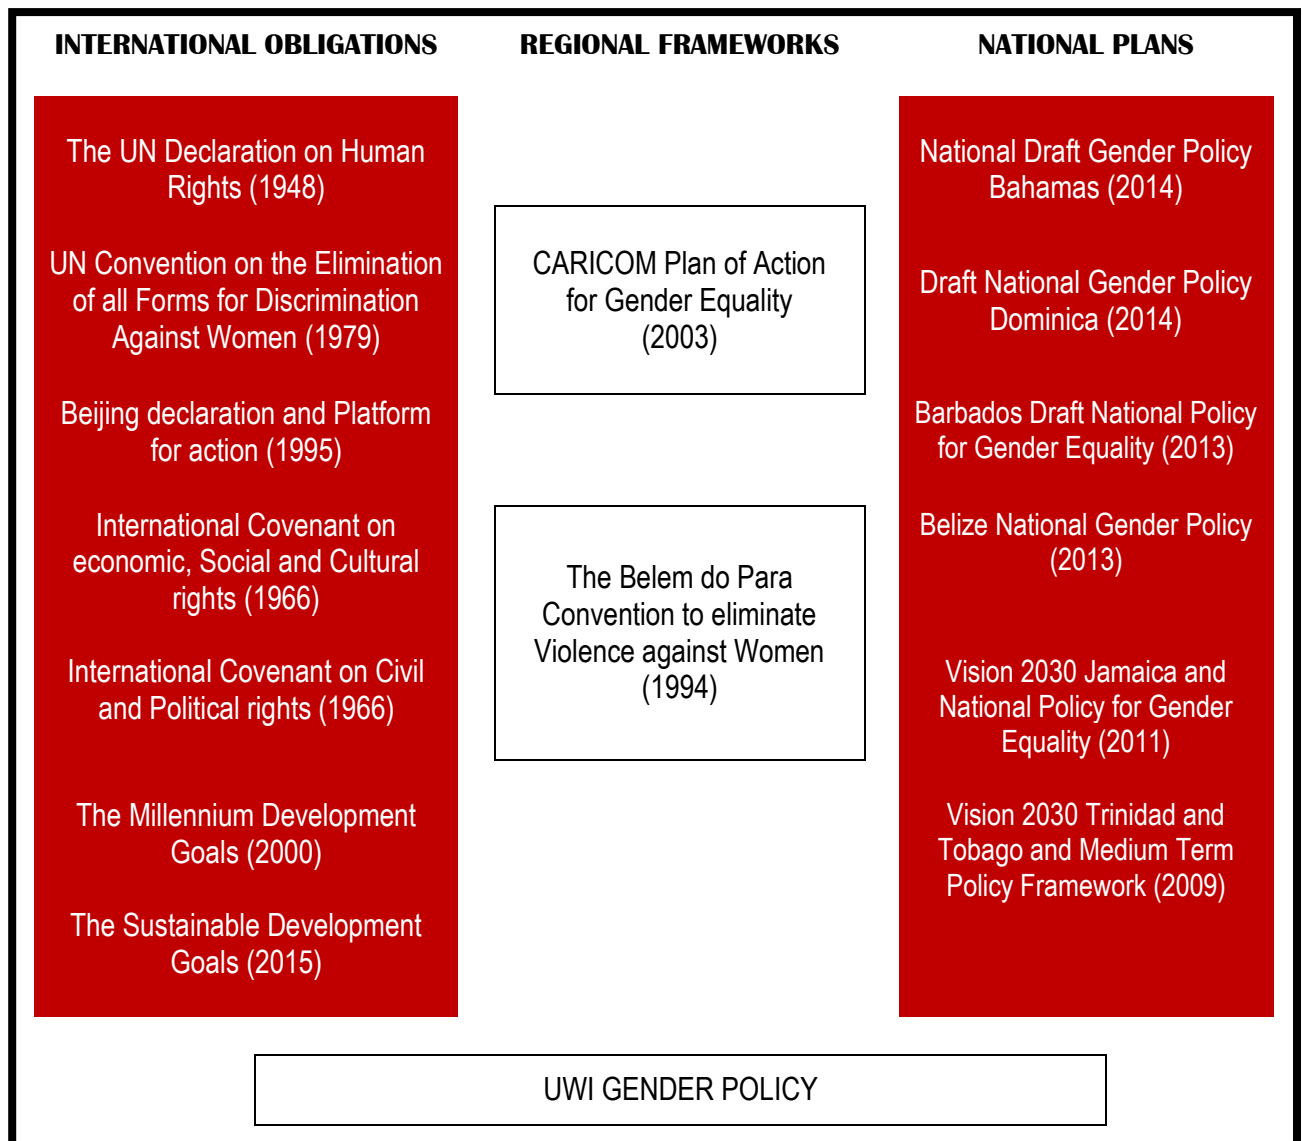 INTERNATIONAL OBLIGATIONS
The UN Declaration on Human
Rights (1948)
UN Convention on the Elimination
of all Forms for Discrimination
Against Women (1979)
Beijing declaration and Platform
for action (1995)
International Covenant on
economic, Social and Cultural
rights (1966)
International Covenant on Civil
and Political rights (1966)
The Millennium Development
Goals (2000)
The Sustainable Development
Goals (2015)
REGIONAL FRAMEWORKS
CARICOM Plan of Action
for Gender Equality
(2003)
The Belem do Para
Convention to eliminate
Violence against Women
(1994)
NATIONAL PLANS
National Draft Gender Policy
Bahamas (2014)
Draft National Gender Policy
Dominica (2014)
Barbados Draft National Policy
for Gender Equality (2013)
Belize National Gender Policy
(2013)
Vision 2030 Jamaica and
National Policy for Gender
Equality (2011)
Vision 2030 Trinidad and
Tobago and Medium Term
Policy Framework (2009)
UWI GENDER POLICY